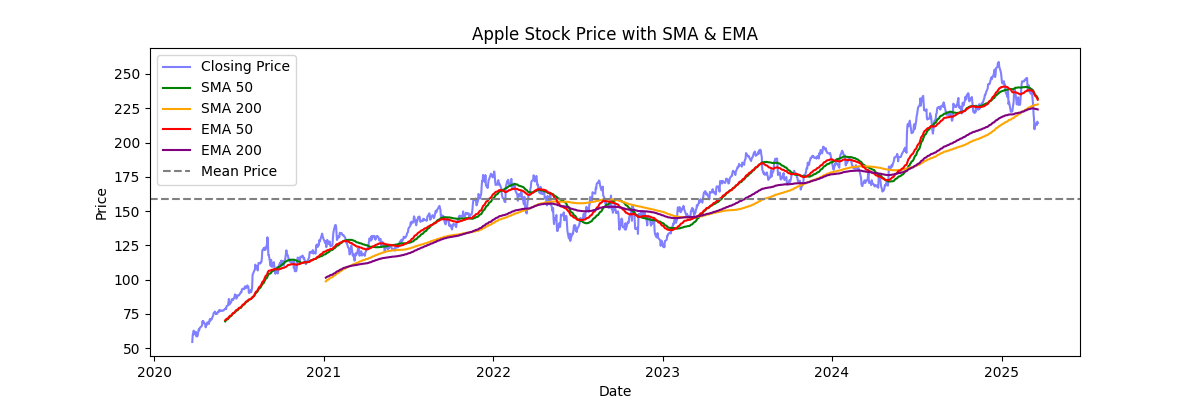 Apple Stock Price with SMA & EMA
Closing Price
SMA 50
SMA 200
EMA 50
EMA 200
Mean Price
Price
250
225
200
175
150
125
100
75
50
2020
2021
2022
2023
2024
2025
Date